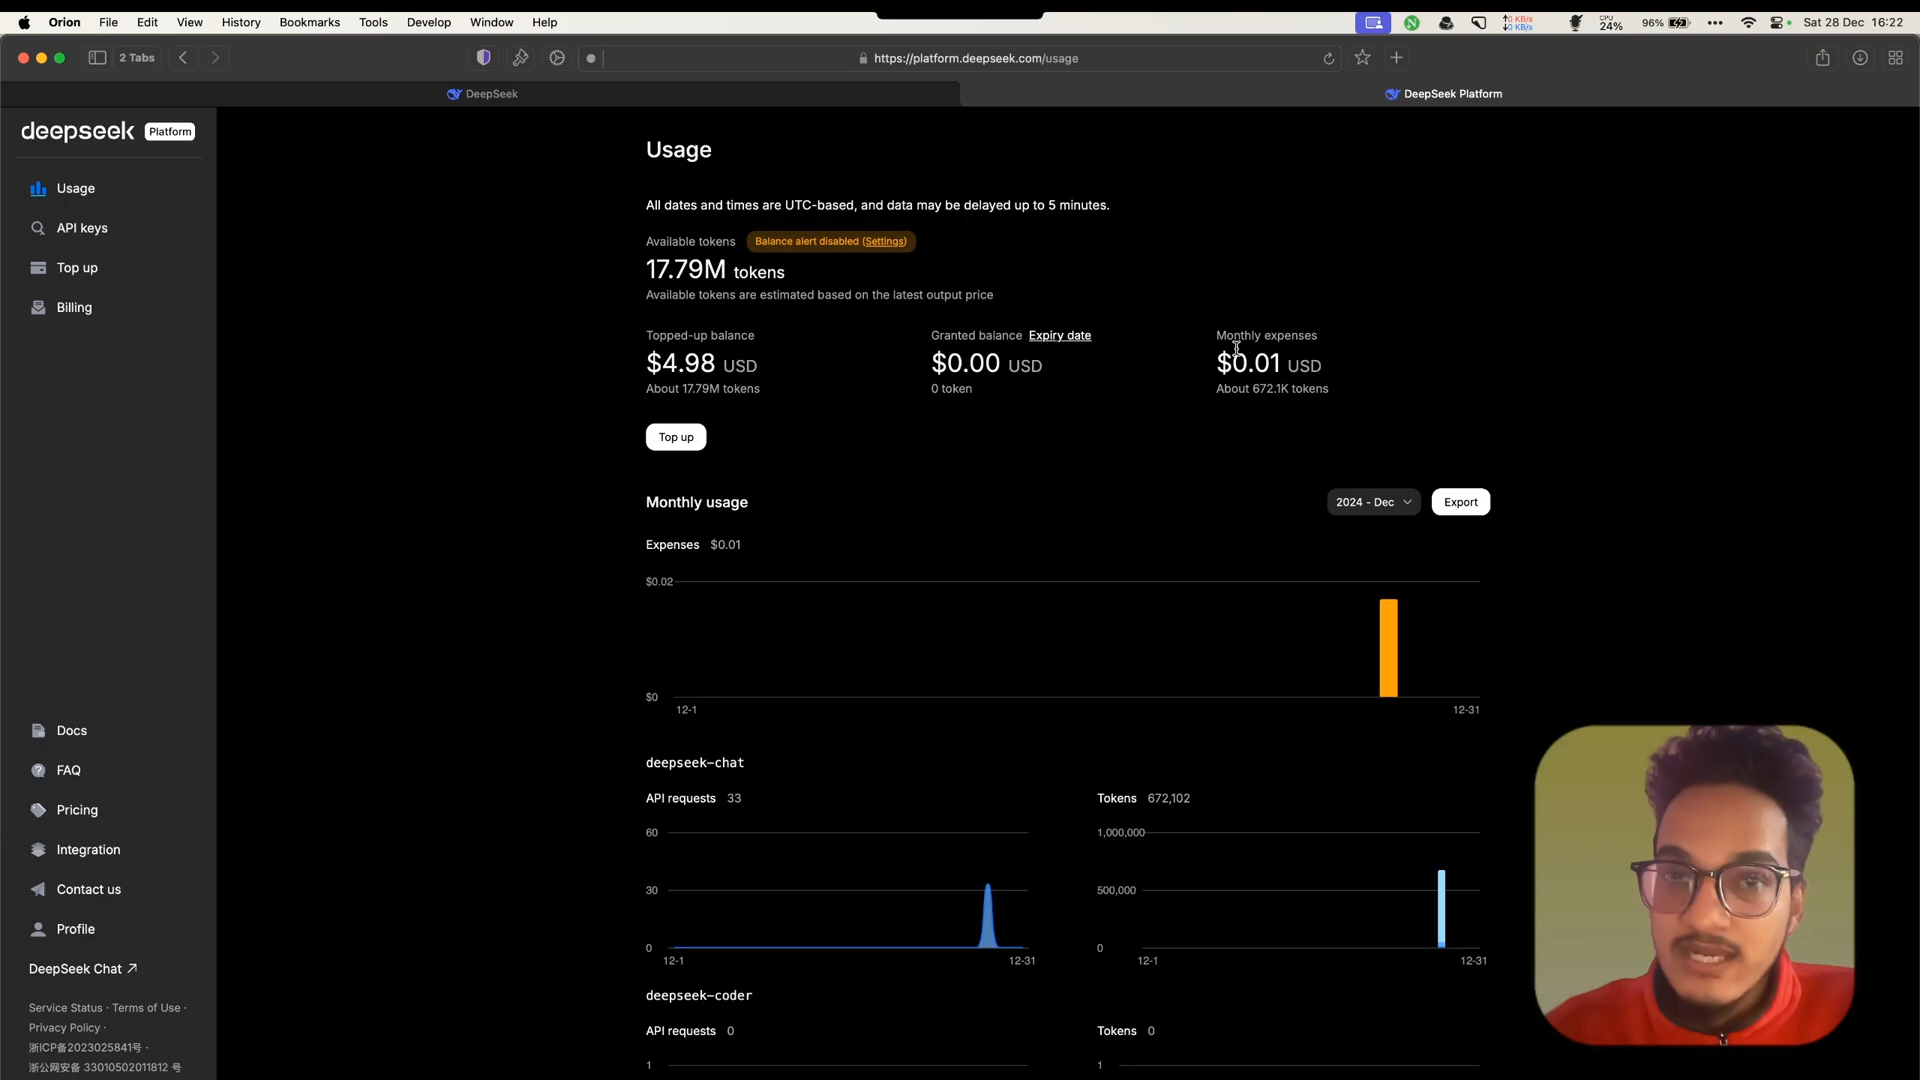 Orion File Edit View History Bookmarks Tools Develop Window Help
0 KB/s
0 KB/s
CPU
24%
96%
Sat 28 Dec 16:22
2 Tabs
https://platform.deepseek.com/usage
DeepSeek
DeepSeek Platform
deepseek Platform
Usage
API keys
Top up
Billing
Docs
FAQ
Pricing
Integration
Contact us
Profile
DeepSeek Chat
Service Status · Terms of Use ·
Privacy Policy ·
浙ICP备2023025841号 ·
浙公网安备 33010502011812 号
Usage
All dates and times are UTC-based, and data may be delayed up to 5 minutes.
Available tokens Balance alert disabled (Settings)
17.79M tokens
Available tokens are estimated based on the latest output price
Topped-up balance
$4.98 USD
About 17.79M tokens
Granted balance Expiry date
$0.00 USD
0 token
Monthly expenses
$0.01 USD
About 672.1K tokens
Top up
Monthly usage
2024 - Dec
Export
Expenses $0.01
$0.02
$0
12-1
12-31
deepseek-chat
API requests 33
60
30
0
12-1
12-31
Tokens 672,102
1,000,000
500,000
0
12-1
12-31
deepseek-coder
API requests 0
1
Tokens 0
1